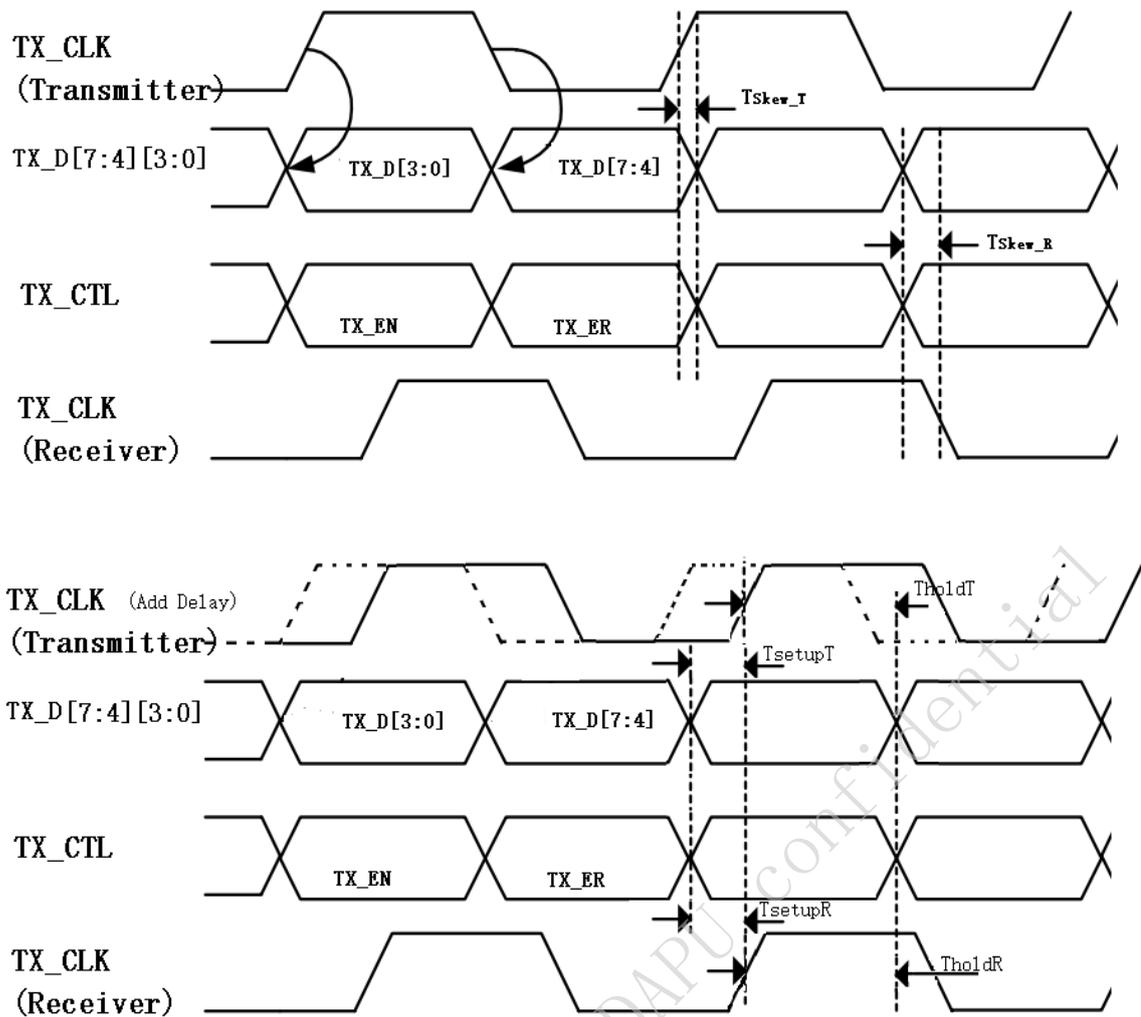 TX_CLK
(Transmitter)
Tskew_T
TX_D[7:4][3:0]
TX_D[3:0]
TX_D[7:4]
Tskew_R
TX_CTL
TX_EN
TX_ER
TX_CLK
(Receiver)
TX_CLK (Add Delay)
(Transmitter)
TholdT
TsetupT
TX_D[7:4][3:0]
TX_D[3:0]
TX_D[7:4]
TX_CTL
TX_EN
TX_ER
TsetupR
TX_CLK
(Receiver)
TholdR
DAPU confidential